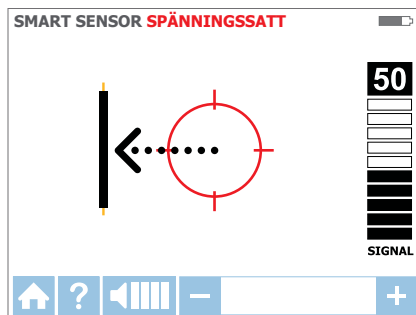 SMART SENSOR SPÄNNINGSSATT
50
SIGNAL
?
− +